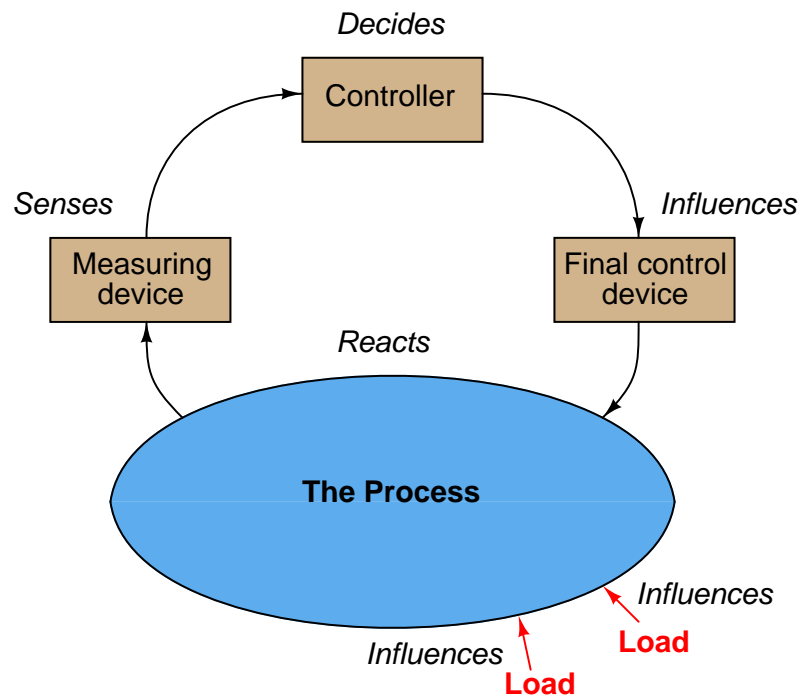 Decides
Controller
Senses
Influences
Measuring
device
Final control
device
Reacts
The Process
Influences
Load
Influences
Load